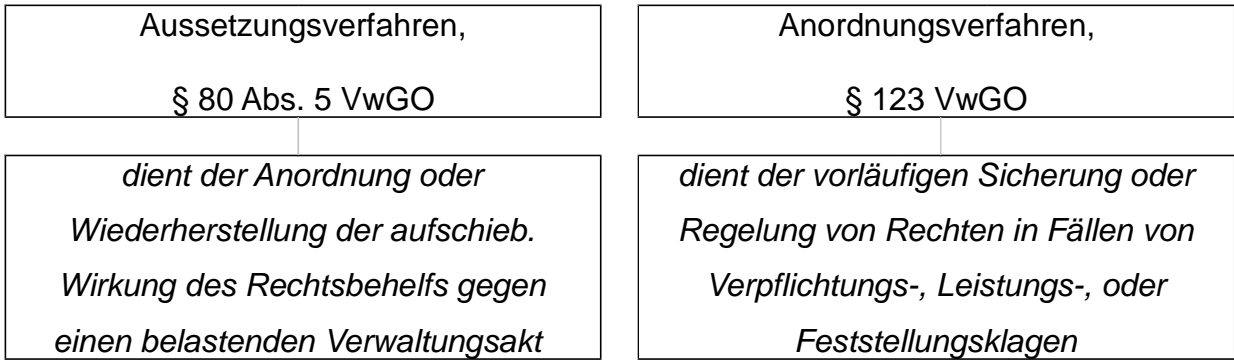 Aussetzungsverfahren,
§ 80 Abs. 5 VwGO
dient der Anordnung oder
Wiederherstellung der aufschieb.
Wirkung des Rechtsbehelfs gegen
einen belastenden Verwaltungsakt
Anordnungsverfahren,
§ 123 VwGO
dient der vorläufigen Sicherung oder
Regelung von Rechten in Fällen von
Verpflichtungs-, Leistungs-, oder
Feststellungsklagen